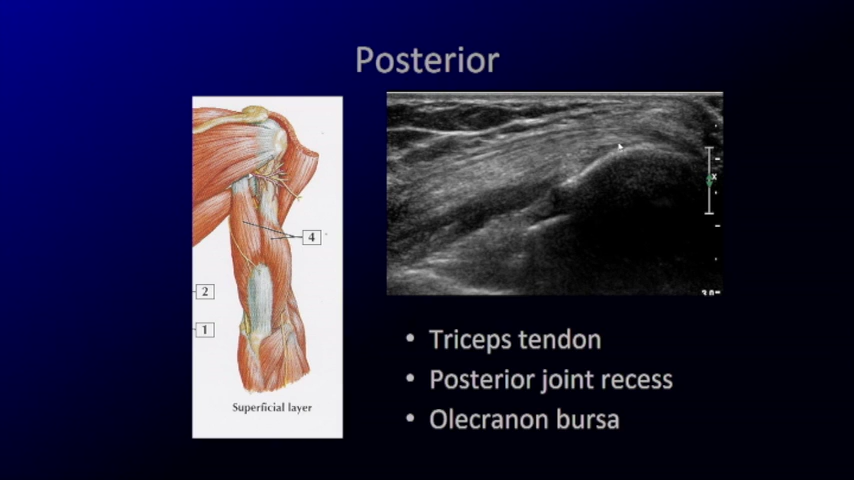 Posterior
4
2
1
Superficial layer
x
• Triceps tendon
• Posterior joint recess
• Olecranon bursa